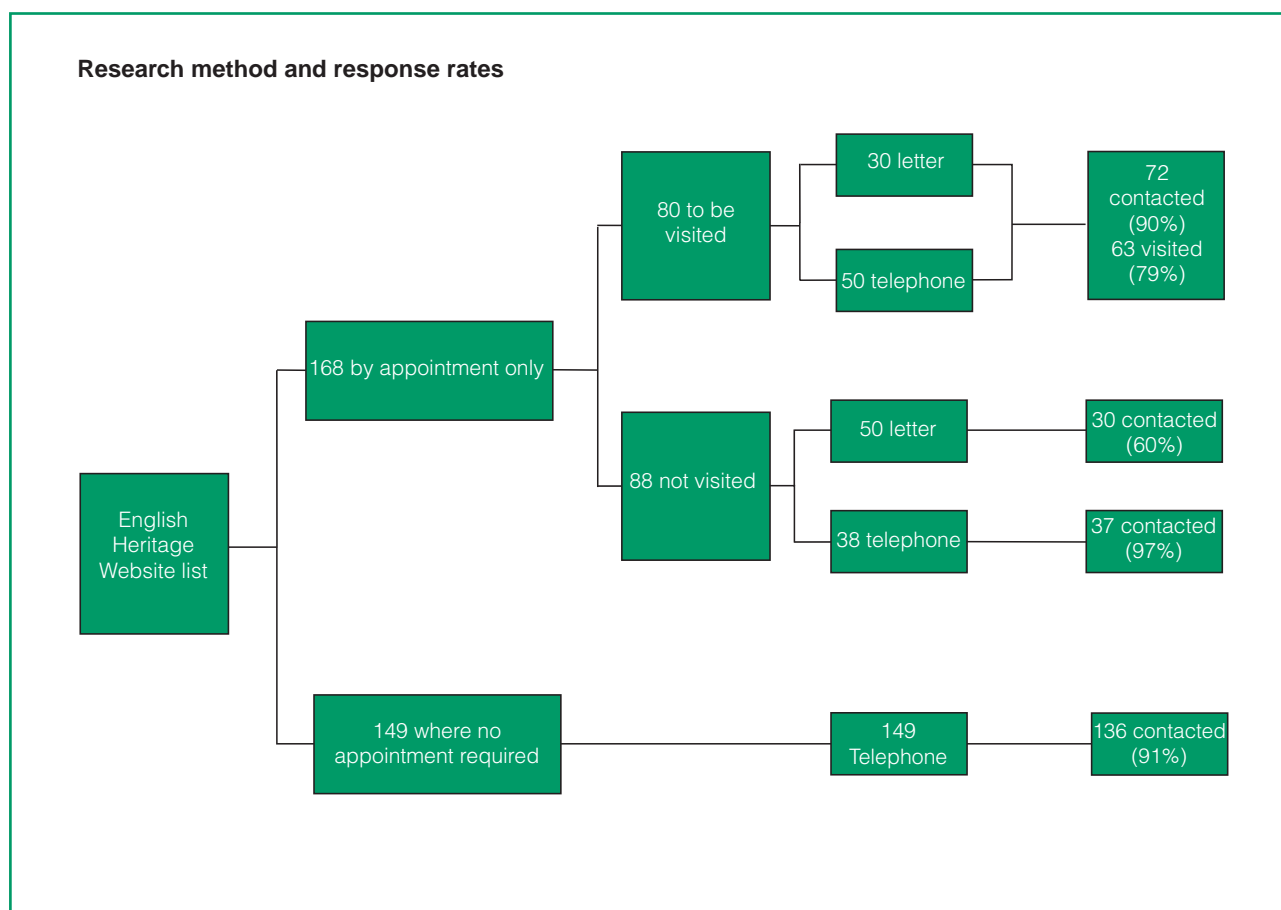 Research method and response rates
30 letter
72
contacted
(90%)
63 visited
(79%)
80 to be
visited
50 telephone
168 by appointment only
50 letter
30 contacted
(60%)
88 not visited
38 telephone
37 contacted
(97%)
English
Heritage
Website list
149 where no
appointment required
149
Telephone
136 contacted
(91%)